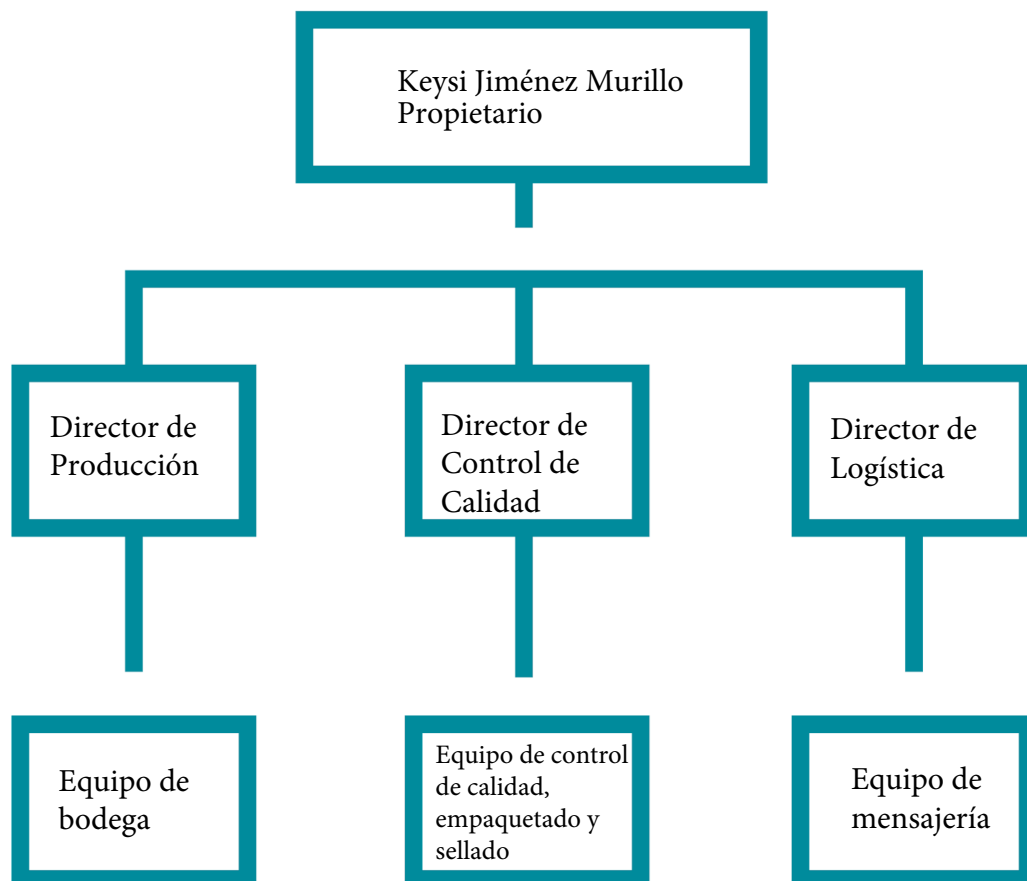 Keysi Jiménez Murillo
Propietario
Director de
Producción
Director de
Control de
Calidad
Director de
Logística
Equipo de
bodega
Equipo de control
de calidad,
empaquetado y
sellado
Equipo de
mensajería